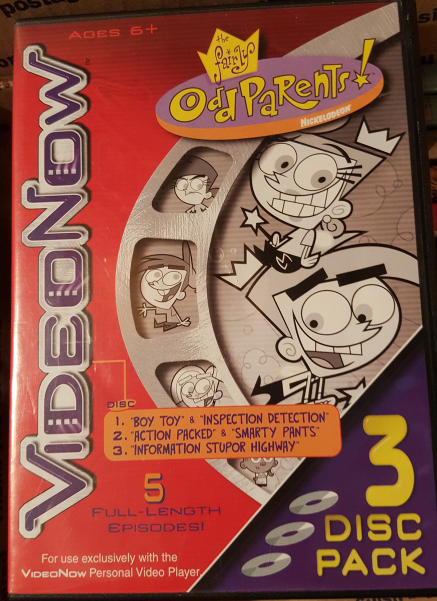 AGES 6+
VIDEONOW
the
fairly
OddPARENTS!
NICKELODEON
DISC
1. "BOY TOY" & "INSPECTION DETECTION"
2. "ACTION PACKED" & "SMARTY PANTS"
3. "INFORMATION STUPOR HIGHWAY"
5
FULL-LENGTH
EPISODES!
3
DISC
PACK
For use exclusively with the
VIDEONOW Personal Video Player.